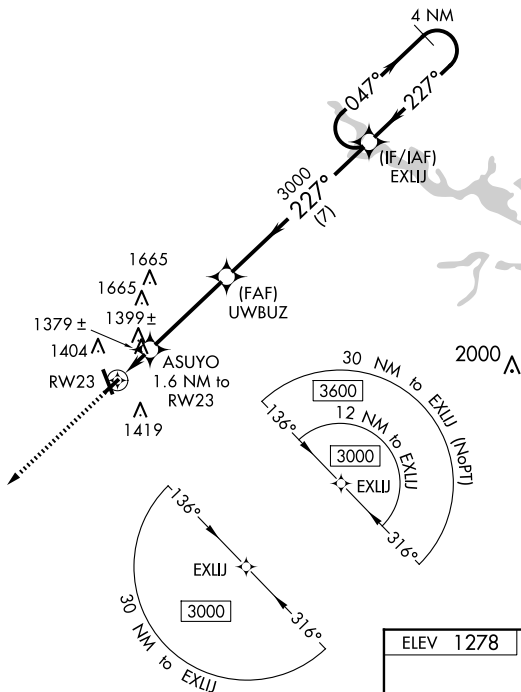 4 NM
047°
227°
(IF/IAF)
EXLIJ
3000
227°
(7)
(FAF)
UWBUZ
1665
1665
1379 ±
1399 ±
1404
ASUYO
1.6 NM to
RW23
RW23
1419
2000
30 NM to EXLIJ (NoPT)
3600
12 NM to EXLIJ
136°
3000
EXLIJ
316°
136°
EXLIJ
3000
316°
30 NM to EXLIJ
ELEV 1278